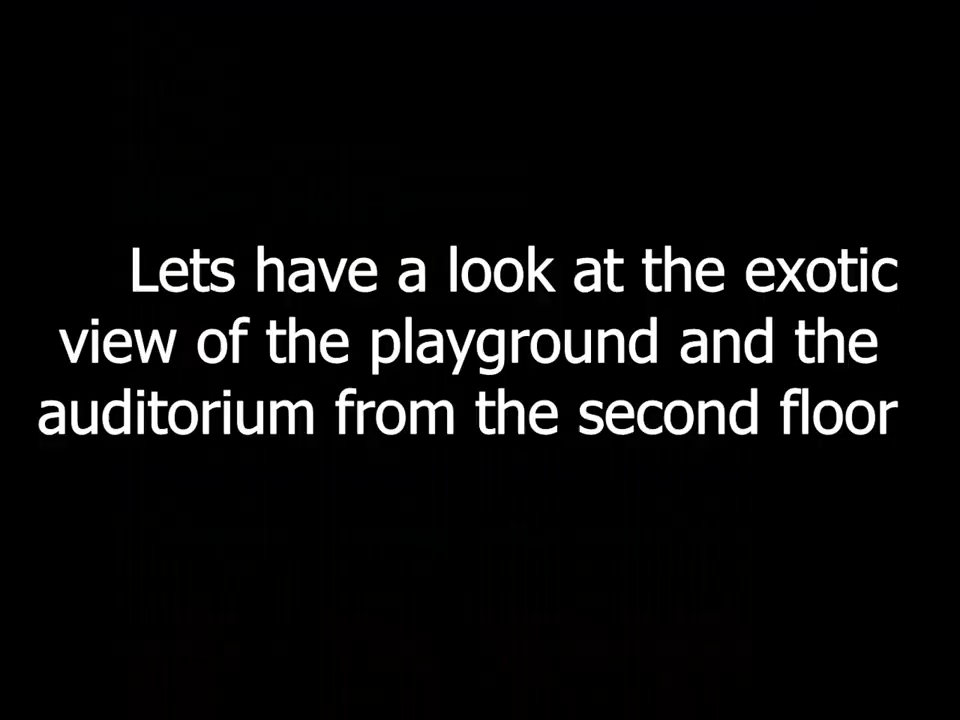 Lets have a look at the exotic
view of the playground and the
auditorium from the second floor